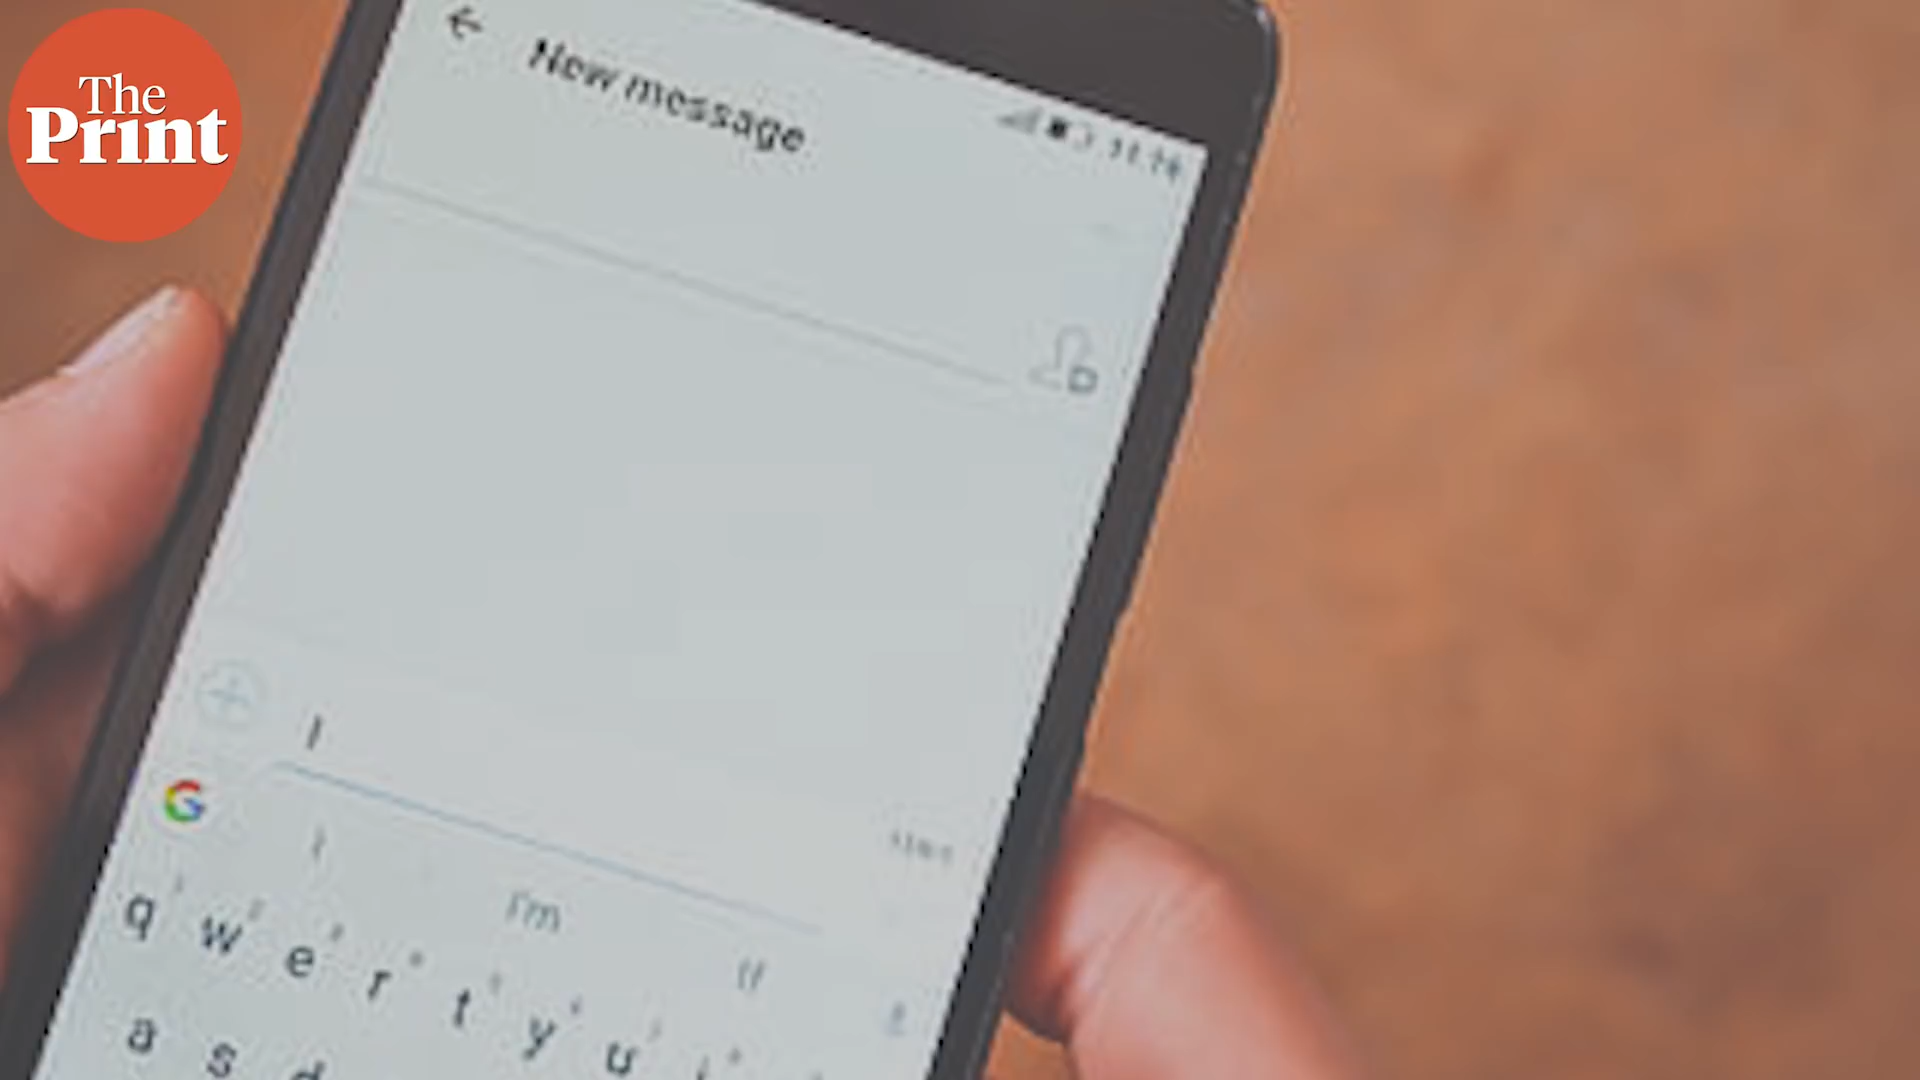 The
Print
New message
I
I'm
q w e r t y u i
a s d